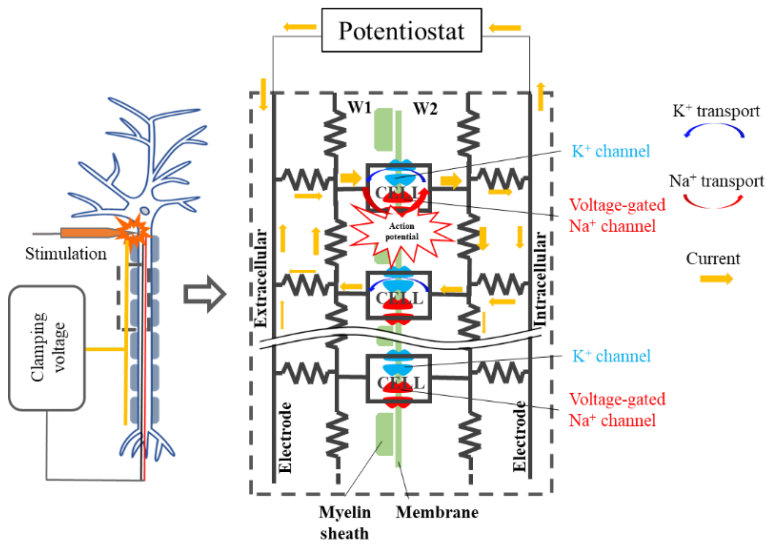 Potentiostat
W1
W2
K⁺ transport
K⁺ channel
CELL
Na⁺ transport
Voltage-gated
Na⁺ channel
Action
potential
Stimulation
Current
Extracellular
Intracellular
CELL
Clamping
voltage
K⁺ channel
CELL
Voltage-gated
Na⁺ channel
Electrode
Electrode
Myelin
sheath
Membrane